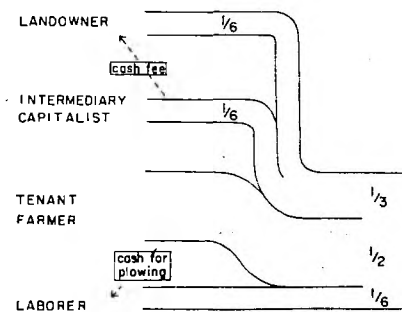 LANDOWNER
1/6
cash fee
INTERMEDIARY
CAPITALIST
1/6
1/3
TENANT
FARMER
1/2
cash for
plowing
1/6
LABORER